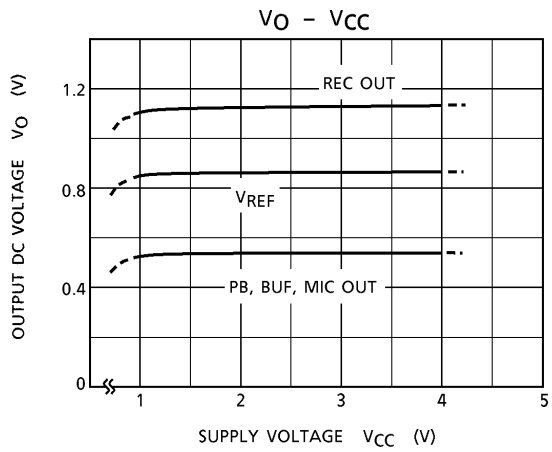 VO – VCC
OUTPUT DC VOLTAGE VO (V)
1.2
0.8
0.4
0
REC OUT
VREF
PB, BUF, MIC OUT
1 2 3 4 5
SUPPLY VOLTAGE VCC (V)